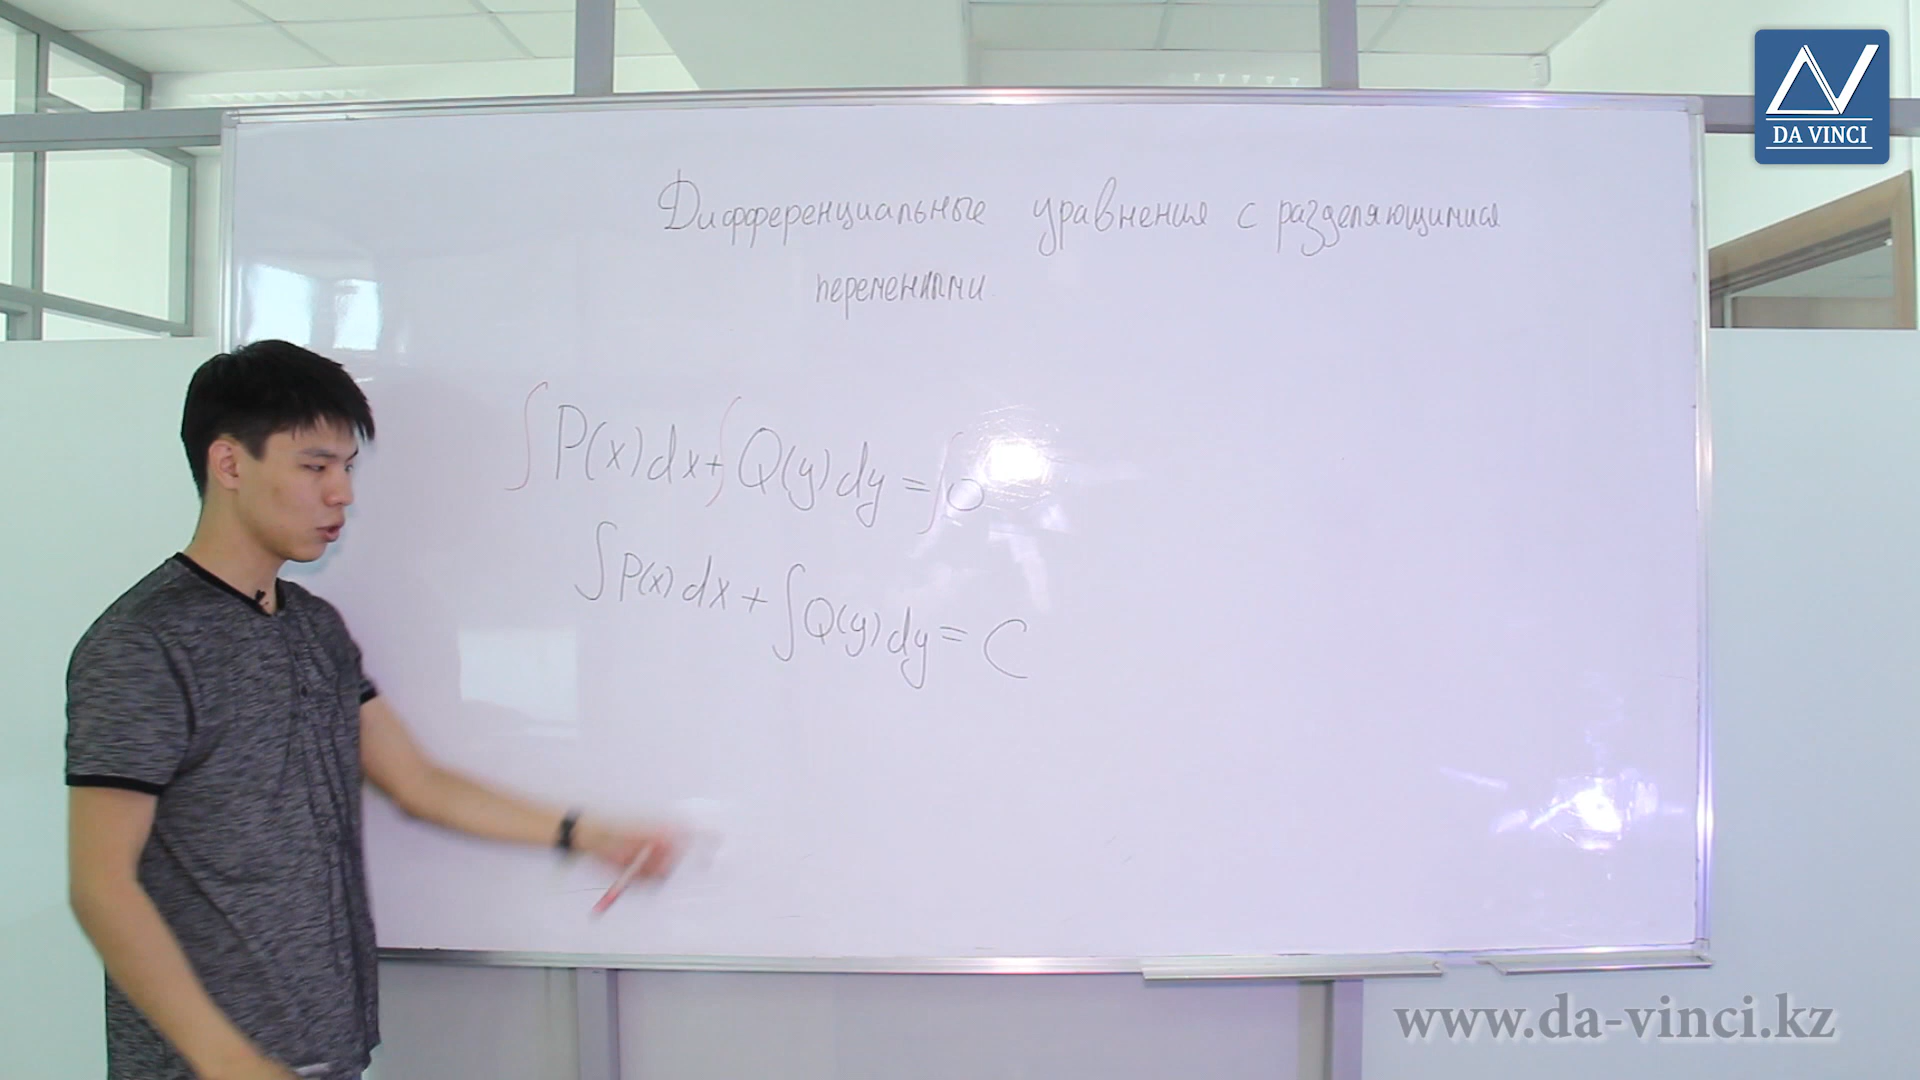 DA VINCI
Дифференциальные уравнения с разделяющимися
переменными
∫P(x)dx+∫Q(y)dy=∫0
∫P(x)dx+∫Q(y)dy=C
www.da-vinci.kz